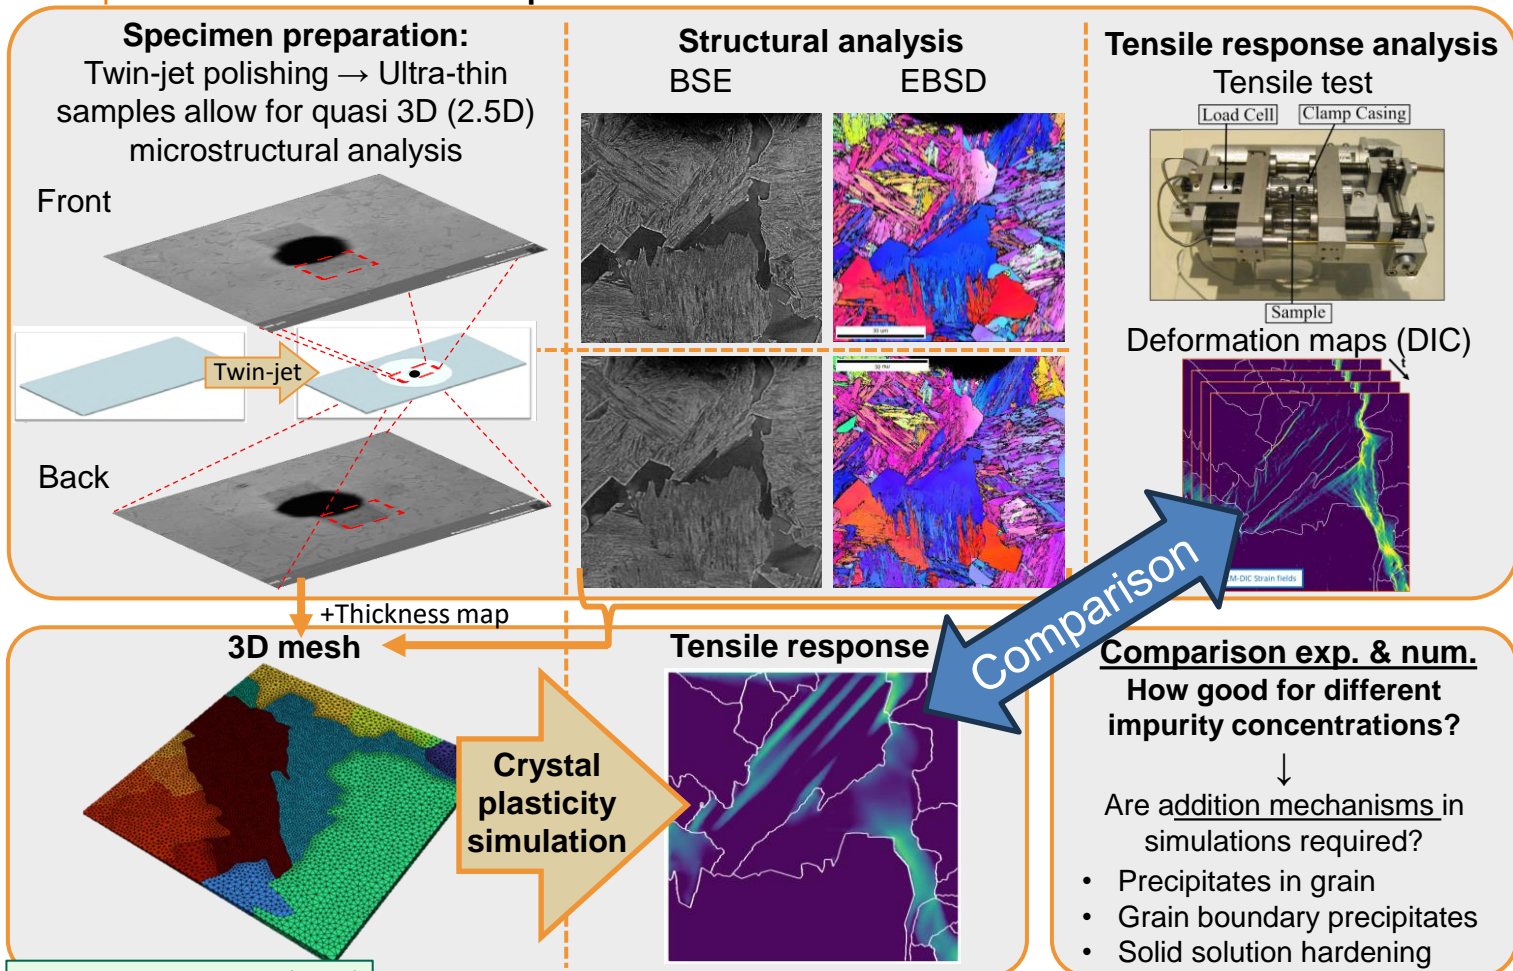 Specimen preparation:
Twin-jet polishing → Ultra-thin
samples allow for quasi 3D (2.5D)
microstructural analysis
Front
Twin-jet
Back
Structural analysis
BSE
EBSD
Tensile response analysis
Tensile test
Load Cell
Clamp Casing
Sample
Deformation maps (DIC)
t
M-DIC Strain fields
+Thickness map
3D mesh
Crystal
plasticity
simulation
Tensile response
Comparison
Comparison exp. & num.
How good for different
impurity concentrations?
↓
Are addition mechanisms in
simulations required?
• Precipitates in grain
• Grain boundary precipitates
• Solid solution hardening